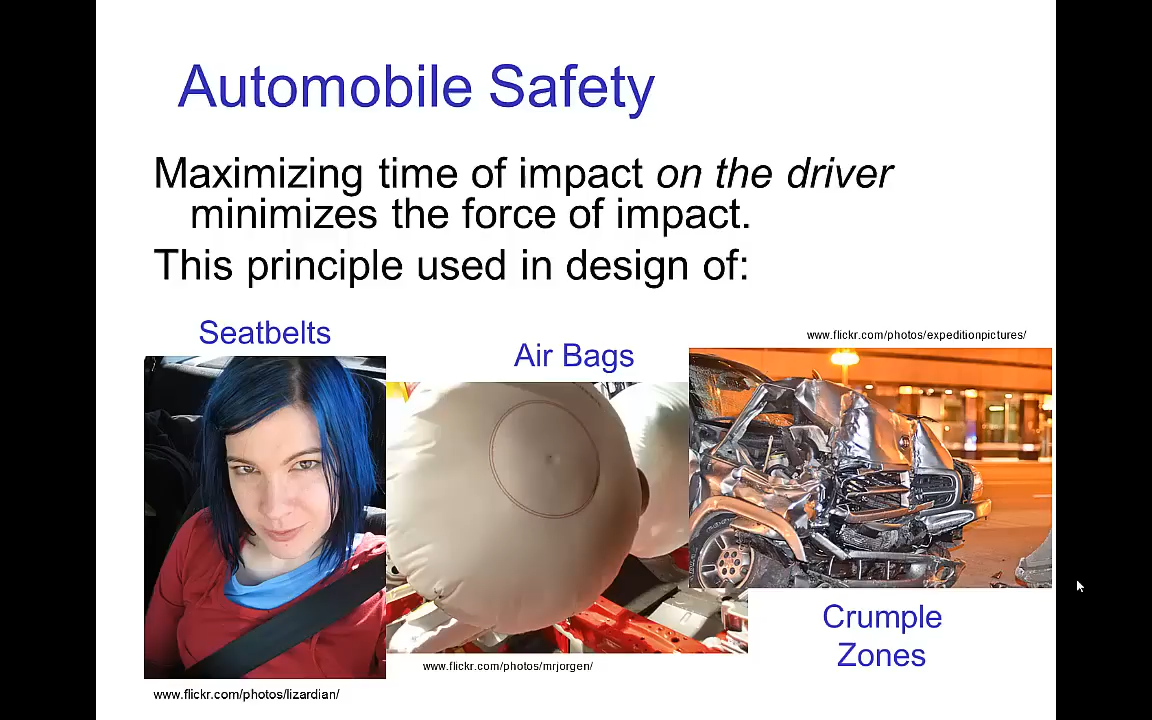 Automobile Safety
Maximizing time of impact on the driver
minimizes the force of impact.
This principle used in design of:
Seatbelts
Air Bags
www.flickr.com/photos/expeditionpictures/
Crumple
Zones
www.flickr.com/photos/mrjorgen/
www.flickr.com/photos/lizardian/